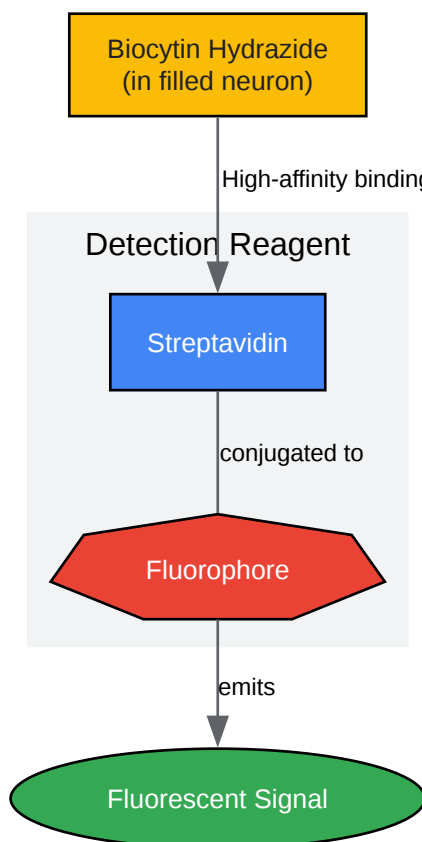 Biocytin Hydrazide
(in filled neuron)
High-affinity binding
Detection Reagent
Streptavidin
conjugated to
Fluorophore
emits
Fluorescent Signal